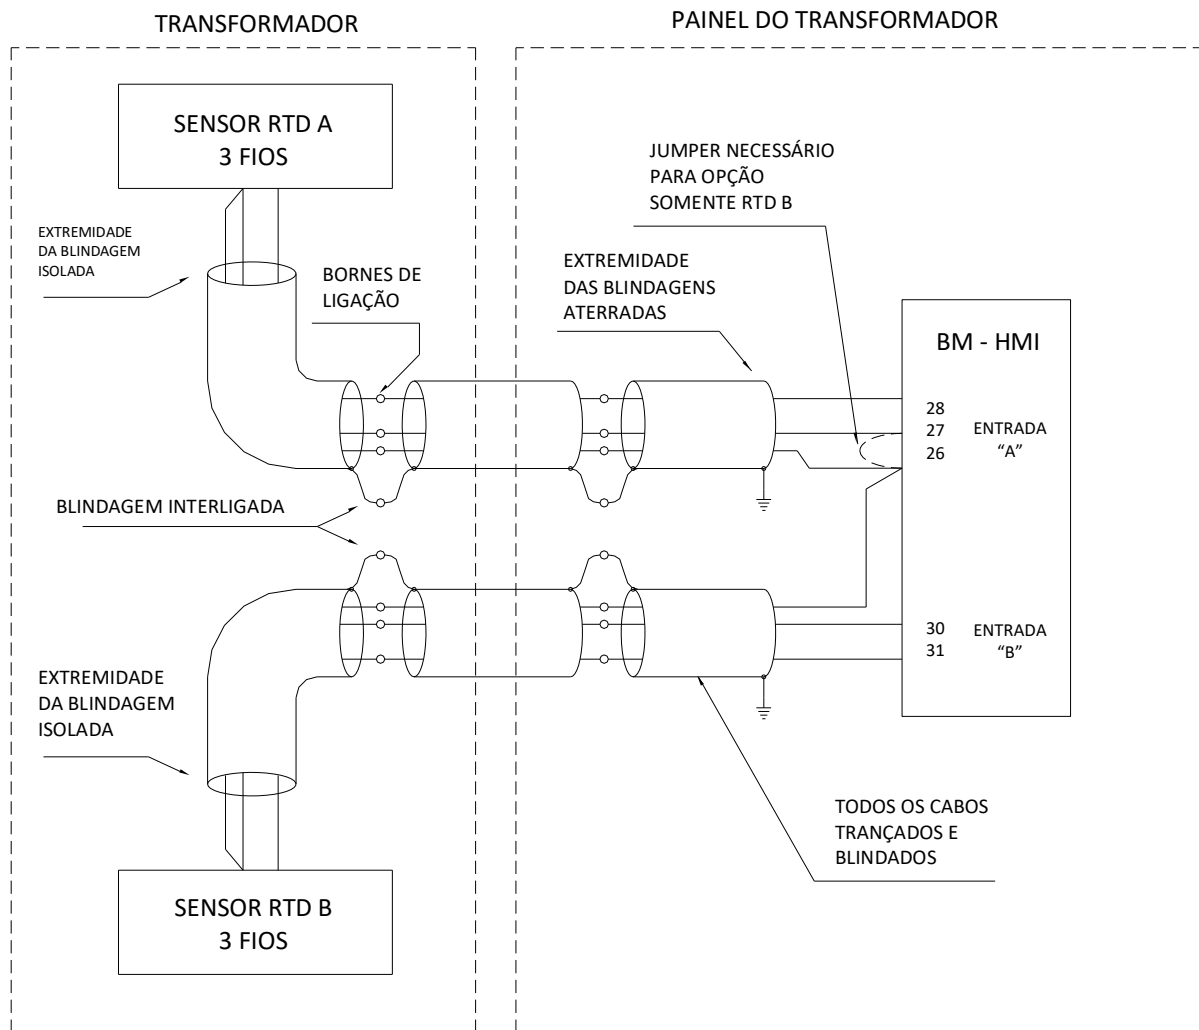 TRANSFORMADOR
PAINEL DO TRANSFORMADOR
SENSOR RTD A
3 FIOS
JUMPER NECESSÁRIO
PARA OPÇÃO
SOMENTE RTD B
EXTREMIDADE
DA BLINDAGEM
ISOLADA
BORNES DE
LIGAÇÃO
EXTREMIDADE
DAS BLINDAGENS
ATERRADAS
BM - HMI
28
27
26
ENTRADA
“A”
BLINDAGEM INTERLIGADA
30
31
ENTRADA
“B”
EXTREMIDADE
DA BLINDAGEM
ISOLADA
TODOS OS CABOS
TRANÇADOS E
BLINDADOS
SENSOR RTD B
3 FIOS